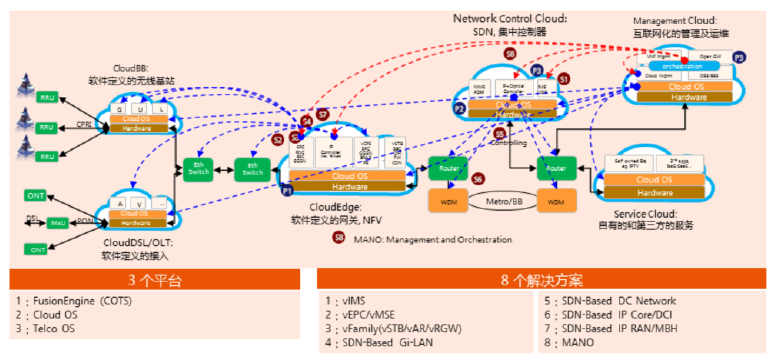 Network Control Cloud:
SDN, 集中控制器
Management Cloud:
互联网化的管理及运维
CloudBB:
软件定义的无线基站
S8
P3
S1
P3
orchestration
Cloud OS
Hardware
P2
Cloud OS
Hardware
RRU
RRU
RRU
CPRI
G
U
L
Cloud OS
Hardware
S7
S2
S5
Controlling
Eth
Switch
Eth
Switch
Cloud OS
Hardware
P1
Router
Router
S6
WDM
Metro/BB
WDM
Cloud OS
Hardware
ONT
DSL
PON
ONT
A
V
Cloud OS
Hardware
CloudEdge:
软件定义的网关, NFV
Service Cloud:
自有的和第三方的服务
CloudDSL/OLT:
软件定义的接入
S8
MANO: Management and Orchestration
3 个平台
1：FusionEngine (COTS)
2：Cloud OS
3：Telco OS
8 个解决方案
1：vIMS
2：vEPC/vMSE
3：vFamily(vSTB/vAR/vRGW)
4：SDN-Based Gi-LAN
5：SDN-Based DC Network
6：SDN-Based IP Core/DCI
7：SDN-Based IP RAN/MBH
8：MANO